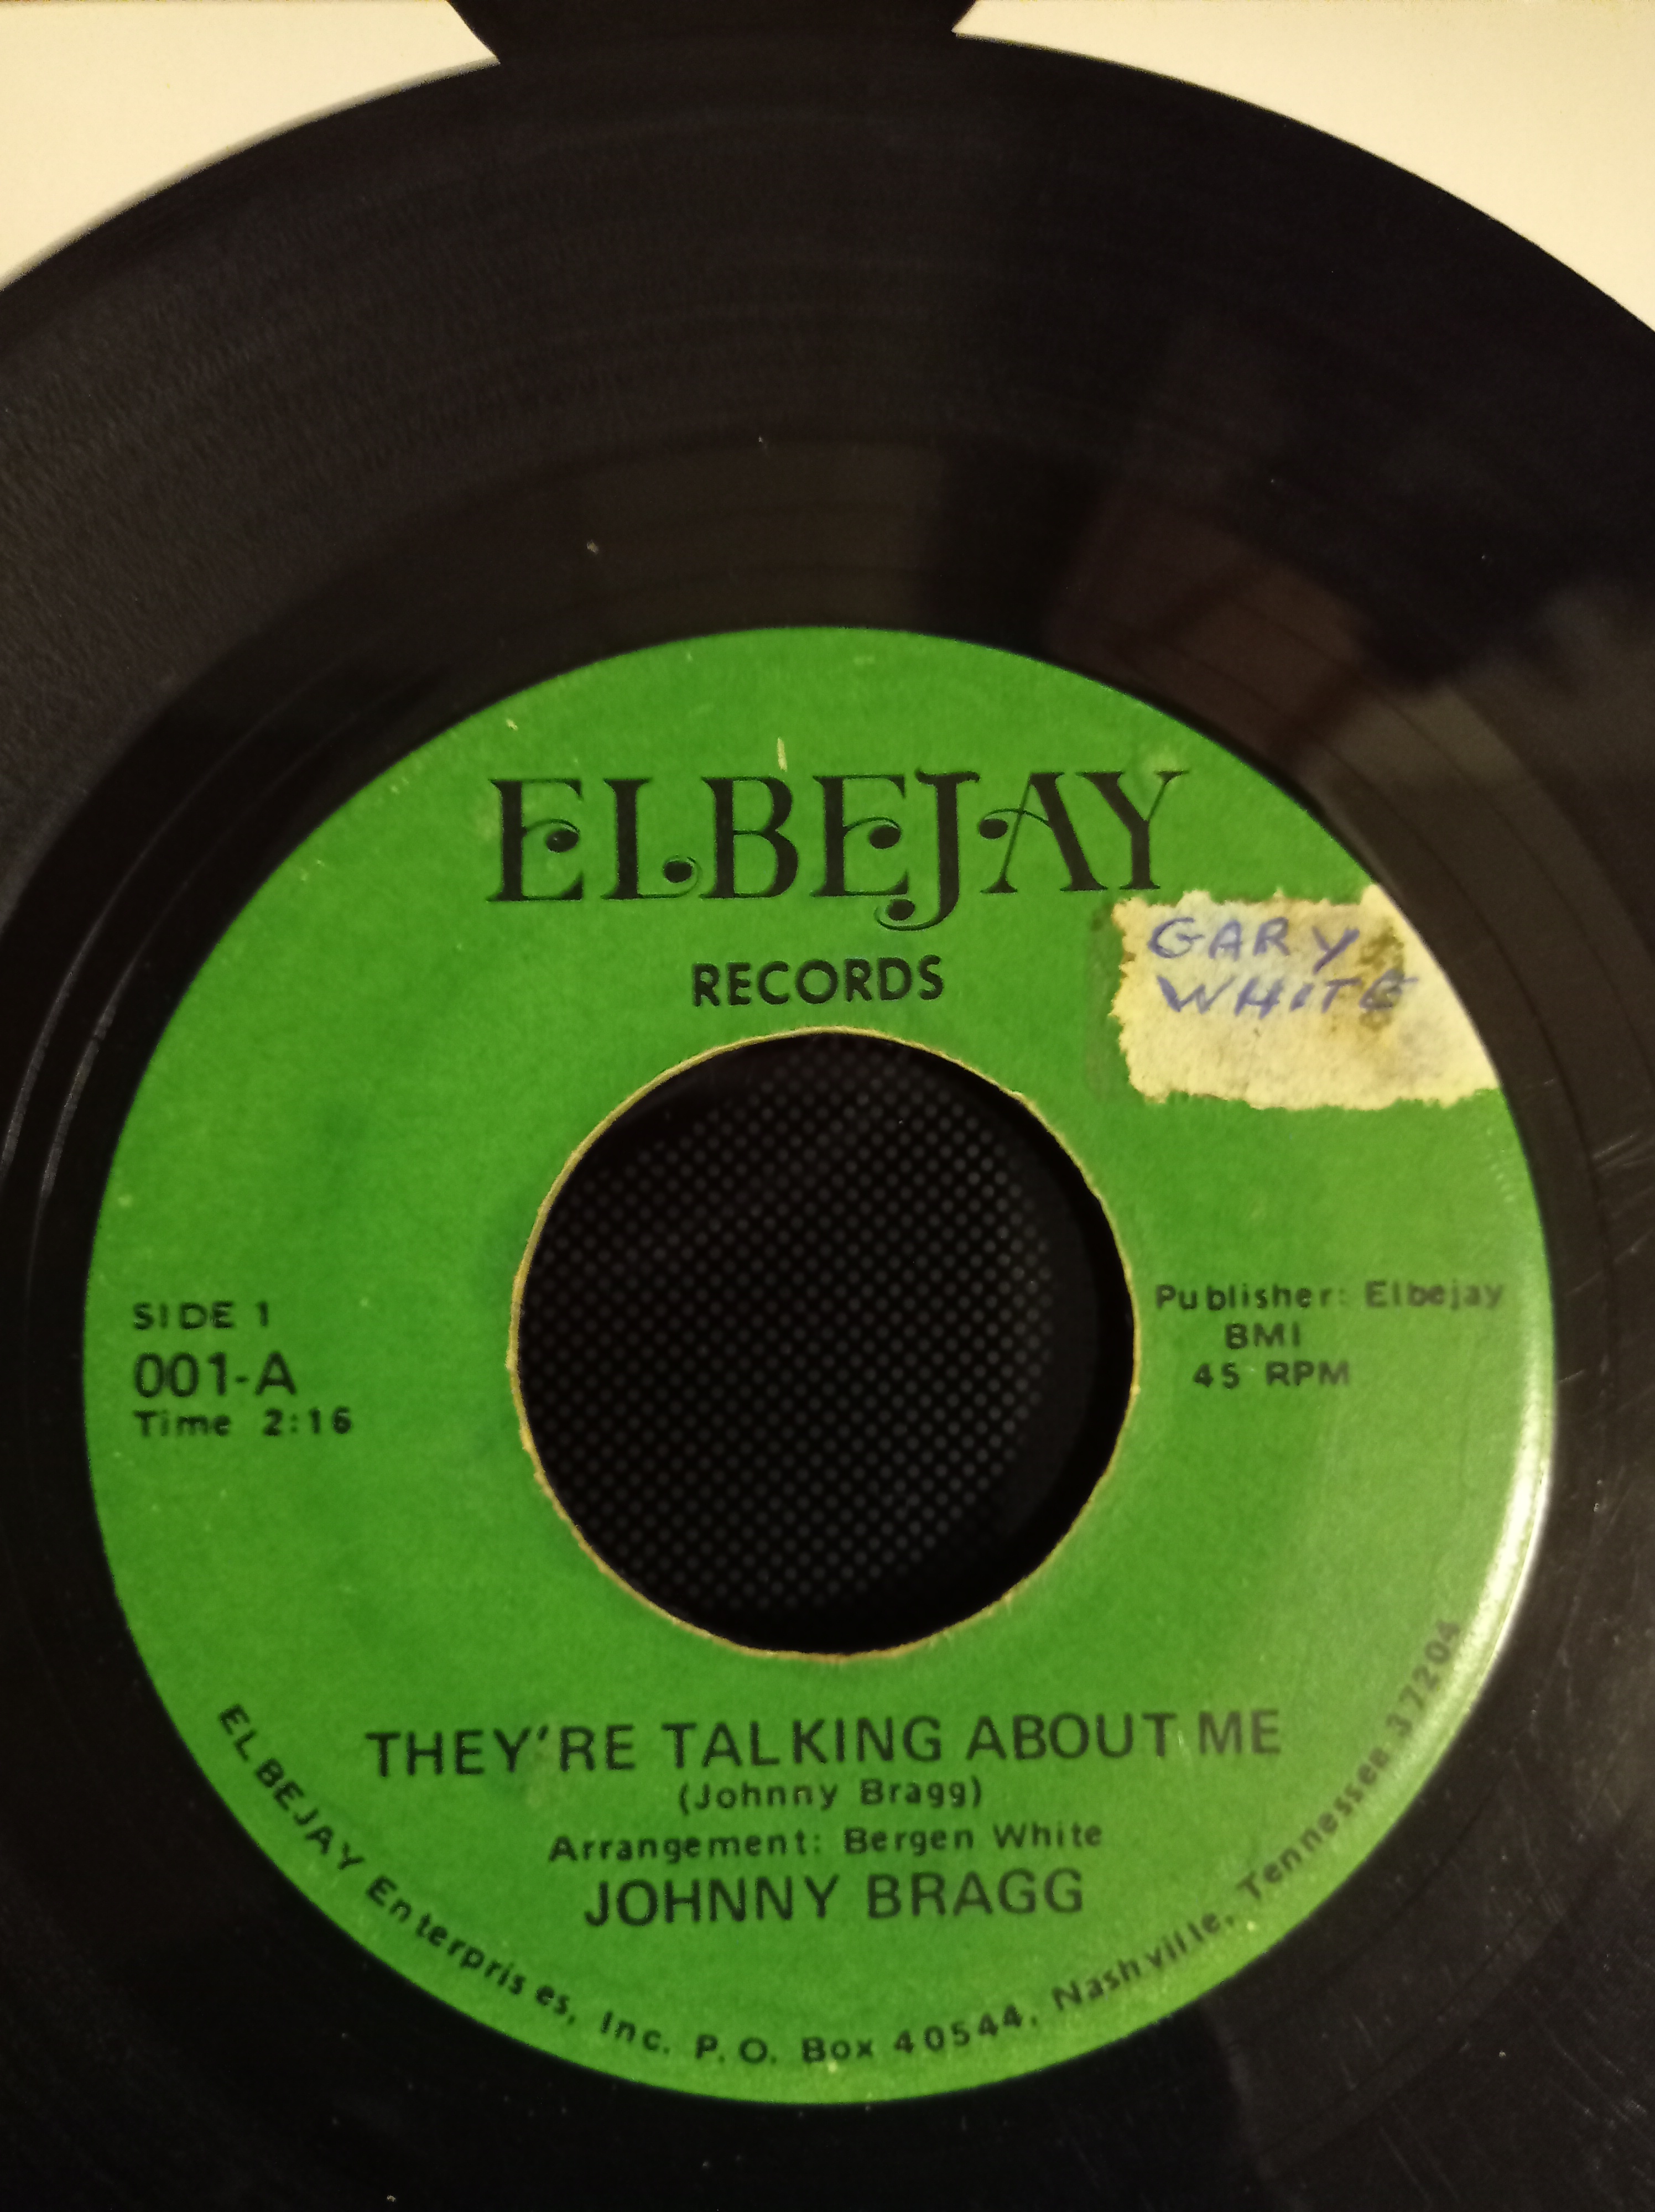 ELBEJAY
RECORDS
GARY
WHITE
SIDE 1
001-A
Time 2:16
Publisher: Elbejay
BMI
45 RPM
THEY'RE TALKING ABOUT ME
(Johnny Bragg)
Arrangement: Bergen White
JOHNNY BRAGG
ELBEJAY Enterprises, Inc. P.O. Box 40544, Nashville, Tennessee 37204